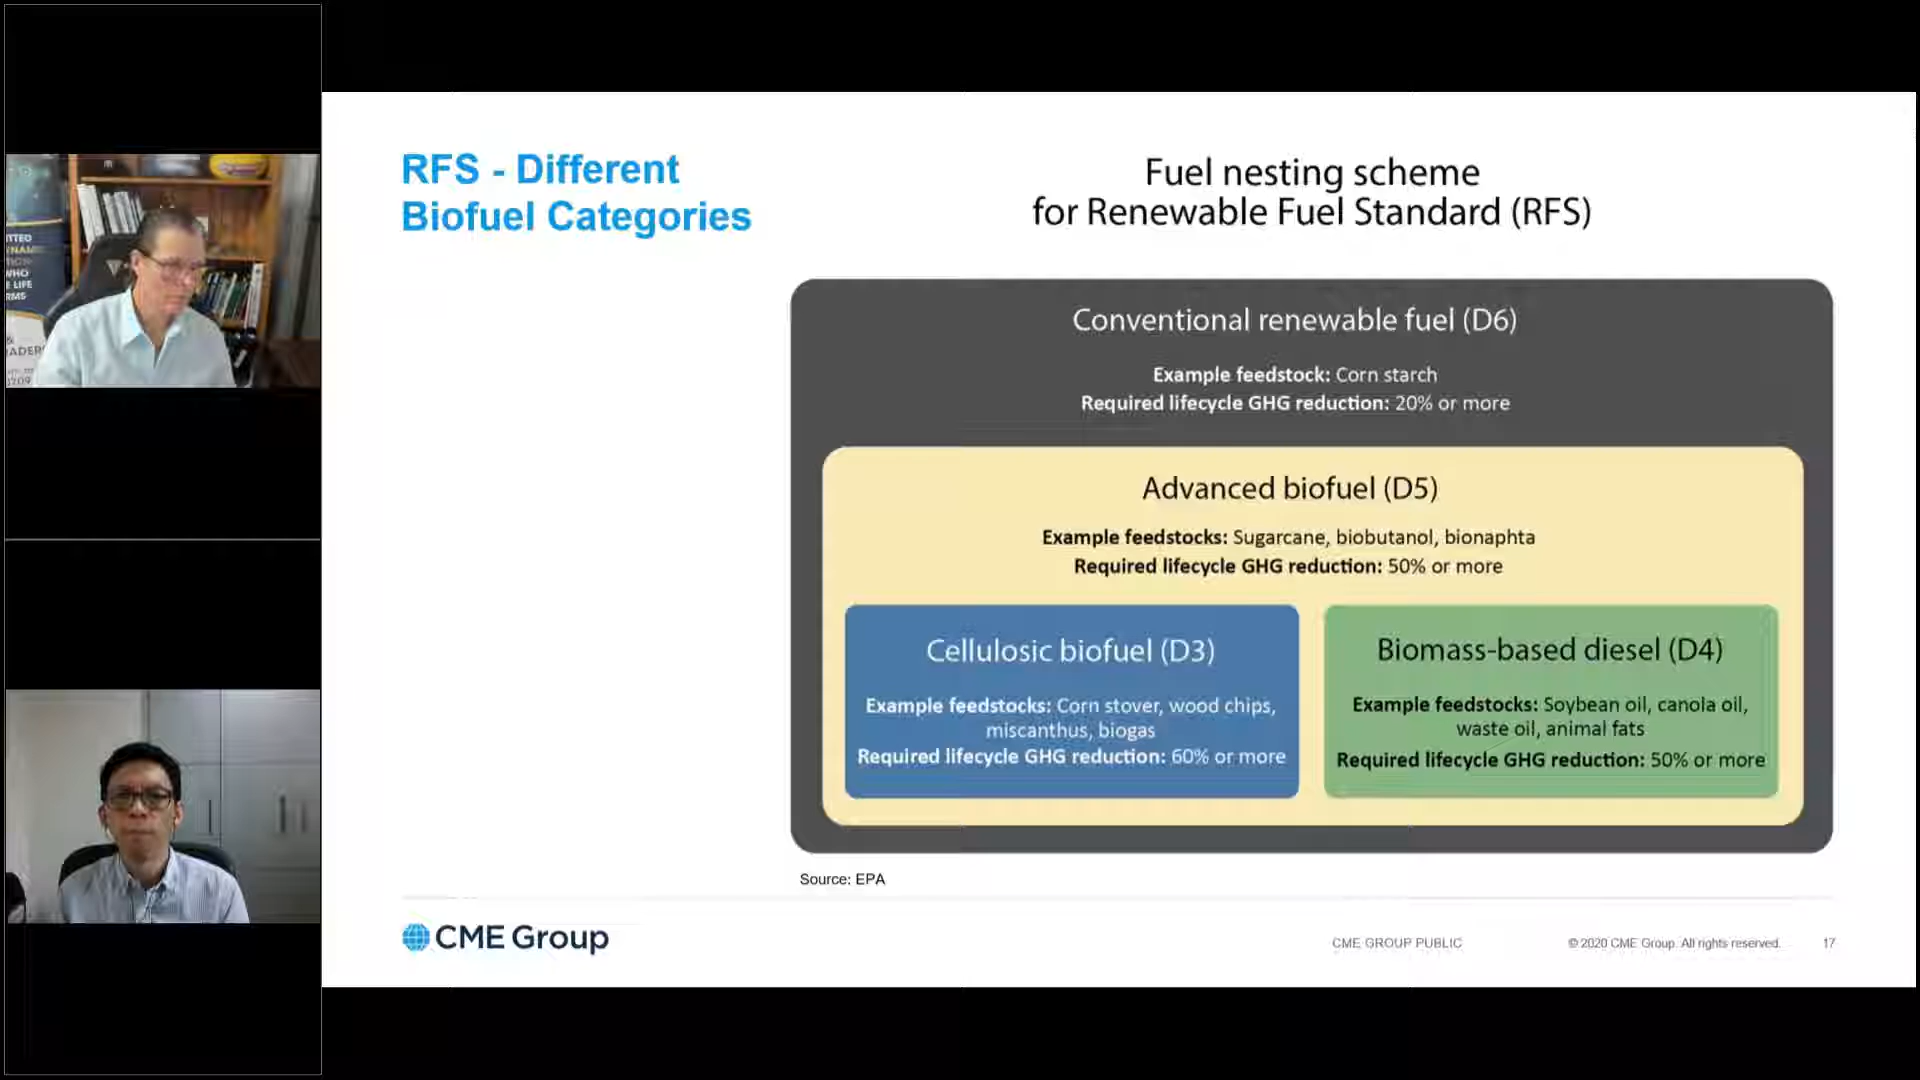 RFS - Different
Biofuel Categories
Fuel nesting scheme
for Renewable Fuel Standard (RFS)
Conventional renewable fuel (D6)
Example feedstock: Corn starch
Required lifecycle GHG reduction: 20% or more
Advanced biofuel (D5)
Example feedstocks: Sugarcane, biobutanol, bionaphta
Required lifecycle GHG reduction: 50% or more
Cellulosic biofuel (D3)
Example feedstocks: Corn stover, wood chips,
miscanthus, biogas
Required lifecycle GHG reduction: 60% or more
Biomass-based diesel (D4)
Example feedstocks: Soybean oil, canola oil,
waste oil, animal fats
Required lifecycle GHG reduction: 50% or more
Source: EPA
CME Group
CME GROUP PUBLIC
© 2020 CME Group. All rights reserved.
17
WHO
LIFE
&